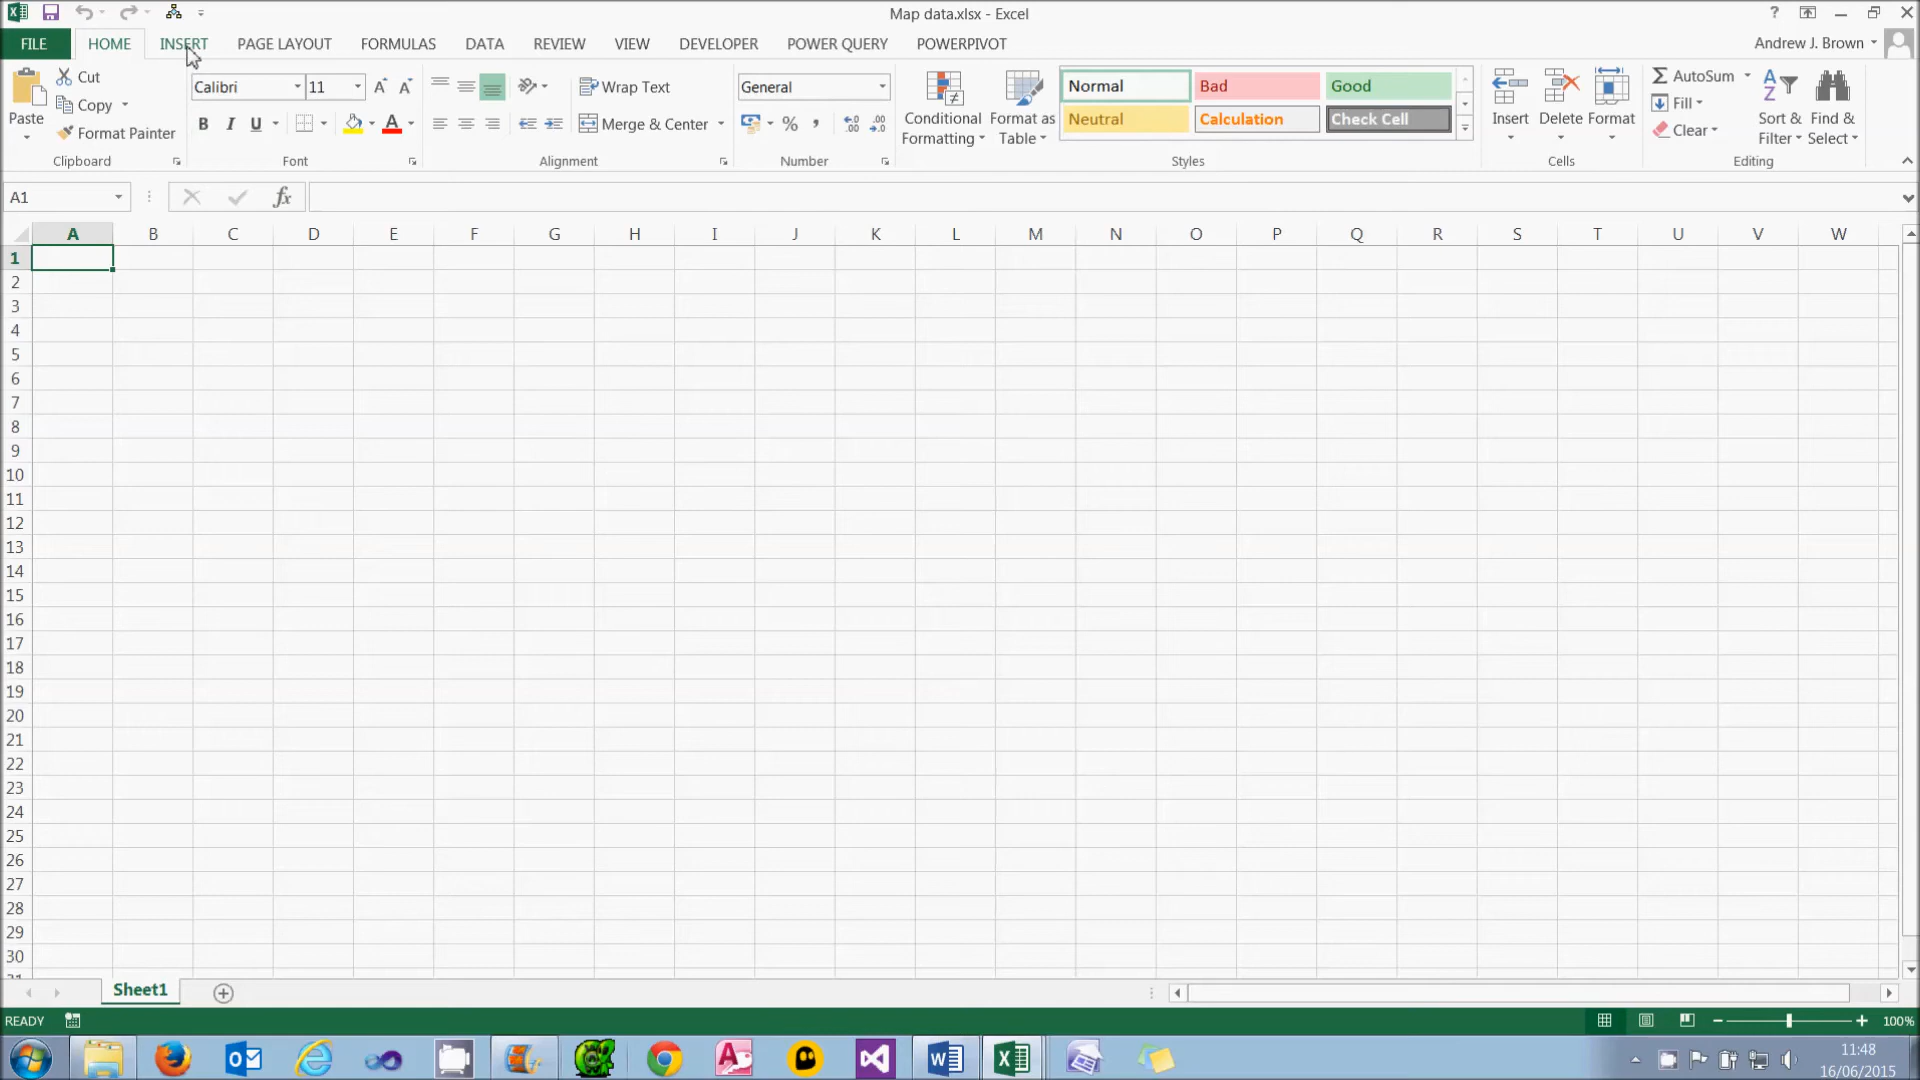 Map data.xlsx - Excel
?
FILE HOME INSERT PAGE LAYOUT FORMULAS DATA REVIEW VIEW DEVELOPER POWER QUERY POWERPIVOT Andrew J. Brown
Paste
Cut
Copy
Format Painter
Clipboard
Calibri 11
B I U A
Font
Wrap Text
Merge & Center
Alignment
General
% ,
Number
Conditional Formatting
Format as Table
Normal Bad Good
Neutral Calculation Check Cell
Styles
Insert Delete Format
Cells
AutoSum
Fill
Clear
Sort & Filter
Find & Select
Editing
A1 fx
A B C D E F G H I J K L M N O P Q R S T U V W
1
2
3
4
5
6
7
8
9
10
11
12
13
14
15
16
17
18
19
20
21
22
23
24
25
26
27
28
29
30
Sheet1
READY 100%
11:48
16/06/2015